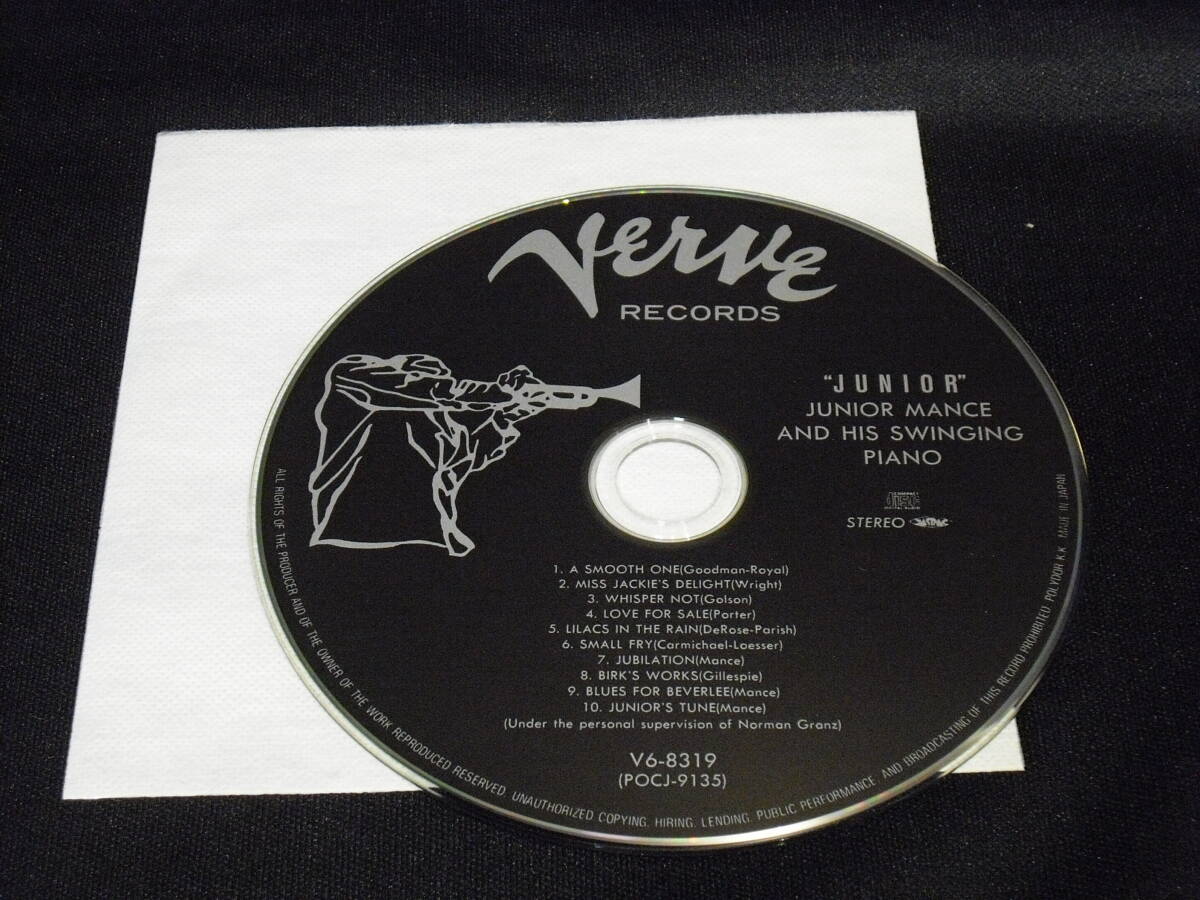 Verve
RECORDS
"JUNIOR"
JUNIOR MANCE
AND HIS SWINGING
PIANO
STEREO
1. A SMOOTH ONE(Goodman-Royal)
2. MISS JACKIE'S DELIGHT(Wright)
3. WHISPER NOT(Golson)
4. LOVE FOR SALE(Porter)
5. LILACS IN THE RAIN(DeRose-Parish)
6. SMALL FRY(Carmichael-Loesser)
7. JUBILATION(Mance)
8. BIRK'S WORKS(Gillespie)
9. BLUES FOR BEVERLEE(Mance)
10. JUNIOR'S TUNE(Mance)
(Under the personal supervision of Norman Granz)
V6-8319
(POCJ-9135)
ALL RIGHTS OF THE PRODUCER AND OF THE OWNER OF THE WORK REPRODUCED RESERVED. UNAUTHORIZED COPYING. HIRING. LENDING. PUBLIC PERFORMANCE AND BROADCASTING OF THIS RECORD PROHIBITED POLYDOR K.K. MADE IN JAPAN